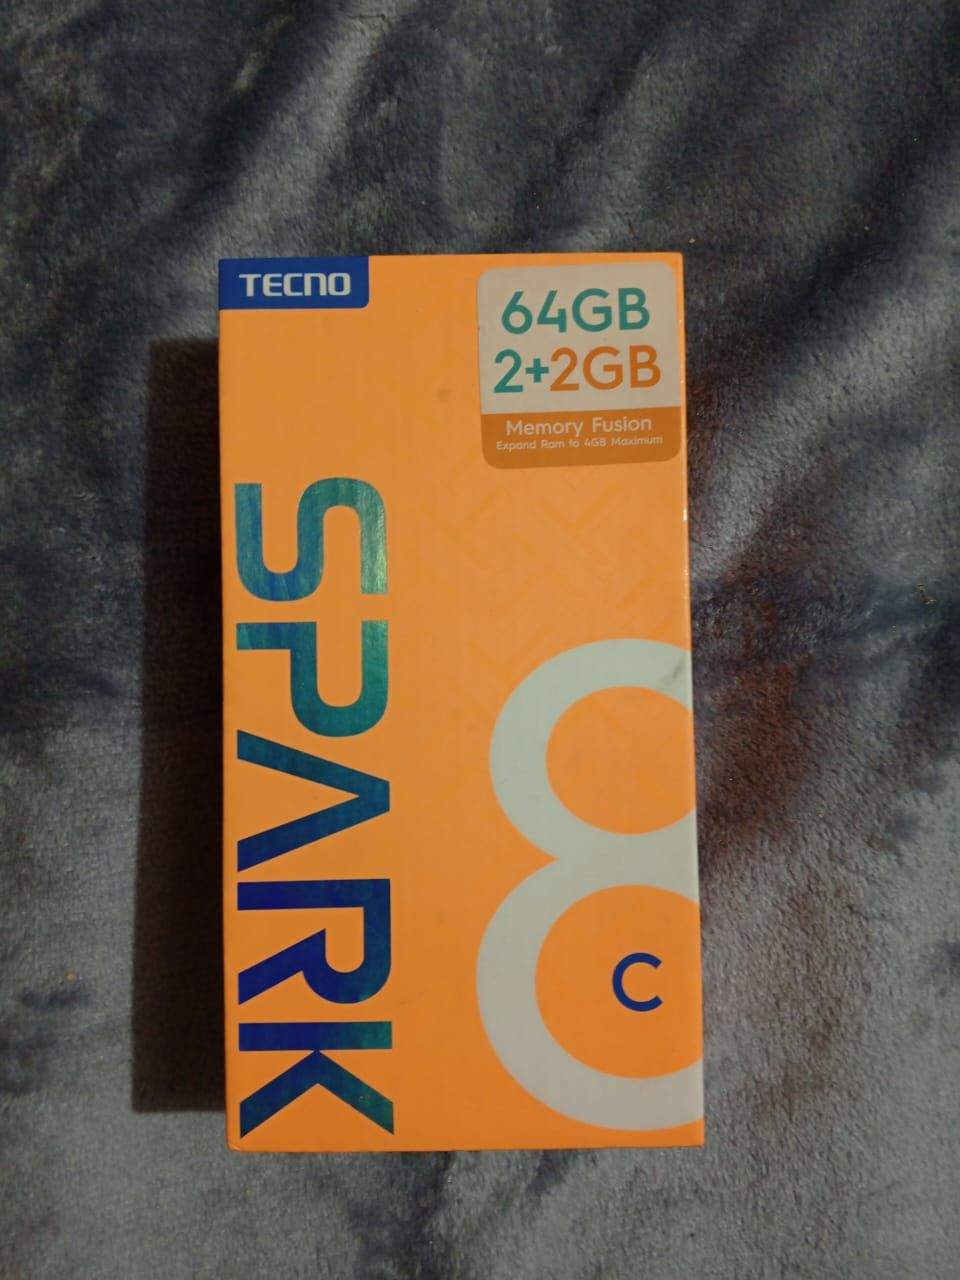 TECNO
64GB
2+2GB
Memory Fusion
Expand Ram to 4GB Maximum
SPARK
8
C